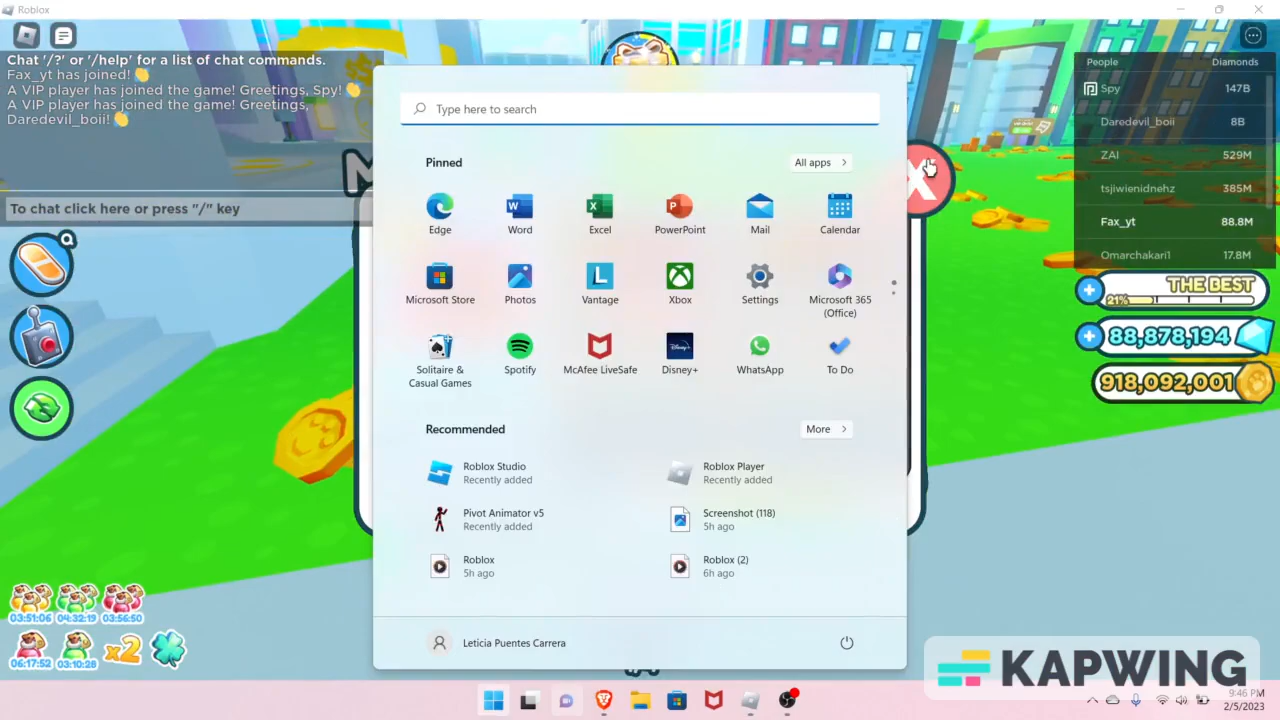 Roblox
Chat '/?' or '/help' for a list of chat commands.
Fax_yt has joined! 👋
A VIP player has joined the game! Greetings, Spy! 👏
A VIP player has joined the game! Greetings,
Daredevil_boii! 👏
To chat click here or press "/" key
M
X
People Diamonds
Spy 147B
Daredevil_boii 8B
ZAI 529M
tsjiwienidnehz 385M
Fax_yt 88.8M
Omarchakari1 17.8M
THE BEST
21%
88,878,194
918,092,001
Type here to search
Pinned
All apps
Edge
Word
Excel
PowerPoint
Mail
Calendar
Microsoft Store
Photos
Vantage
Xbox
Settings
Microsoft 365
(Office)
Solitaire &
Casual Games
Spotify
McAfee LiveSafe
Disney+
WhatsApp
To Do
Recommended
More
Roblox Studio
Recently added
Roblox Player
Recently added
Pivot Animator v5
Recently added
Screenshot (118)
5h ago
Roblox
5h ago
Roblox (2)
6h ago
Leticia Puentes Carrera
03:51:06 04:32:19 03:56:50
06:17:52 03:10:28 x2
KAPWING
9:46 PM
2/5/2023